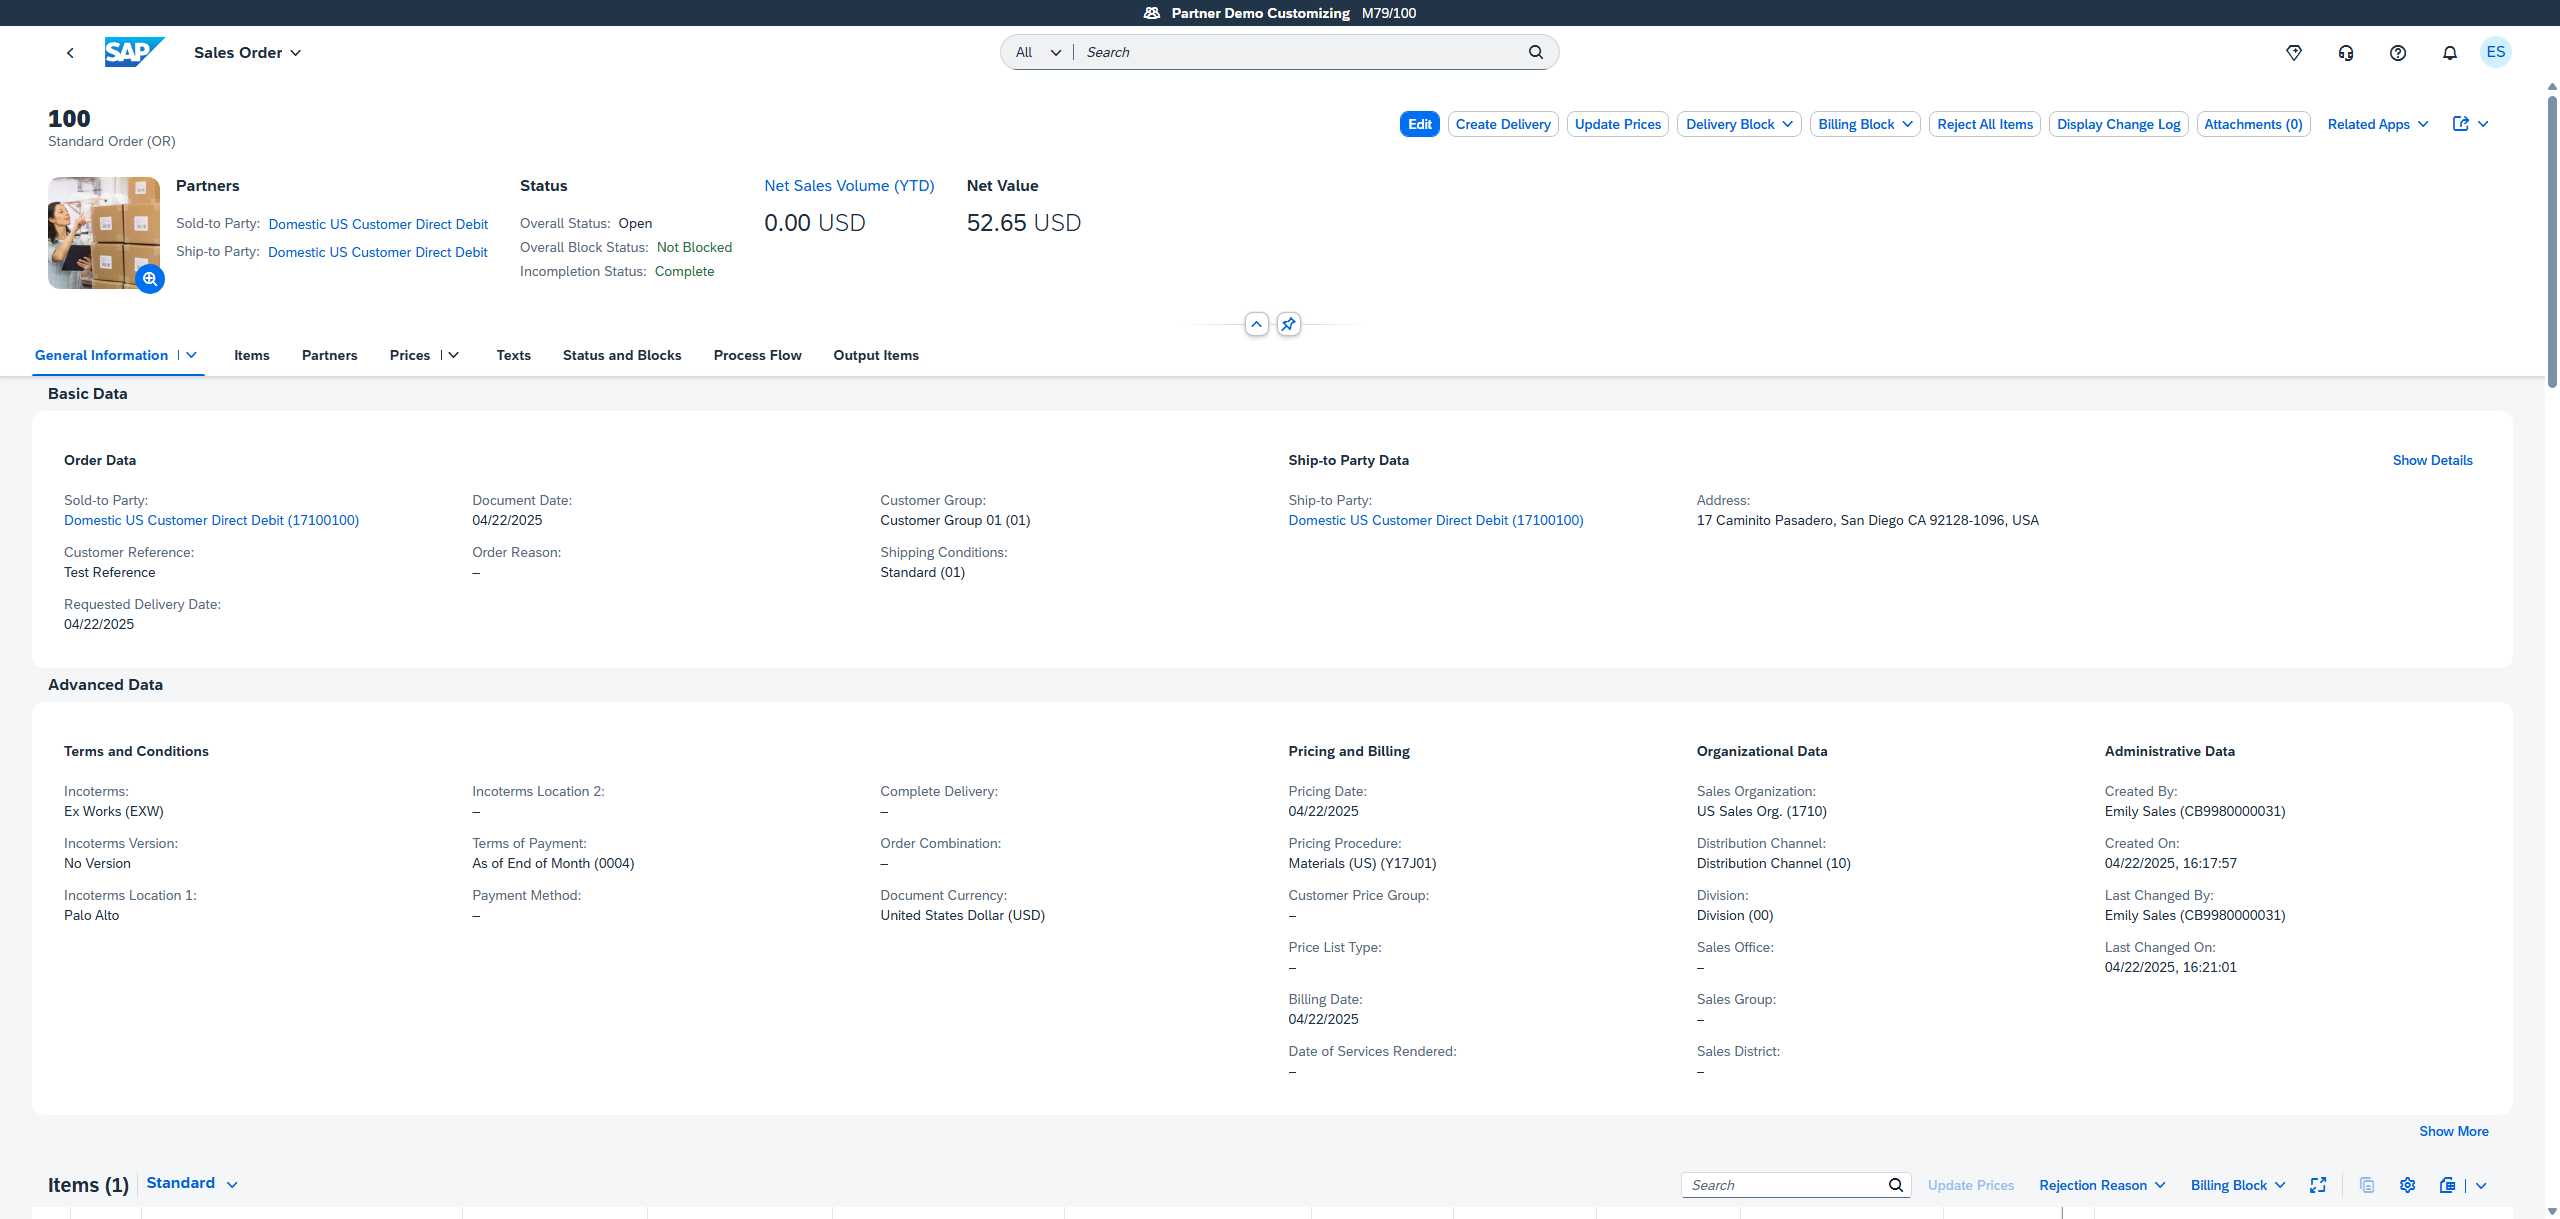 Partner Demo Customizing M79/100
SAP Sales Order All Search ES
100
Standard Order (OR)
Edit Create Delivery Update Prices Delivery Block Billing Block Reject All Items Display Change Log Attachments (0) Related Apps
Partners
Sold-to Party: Domestic US Customer Direct Debit
Ship-to Party: Domestic US Customer Direct Debit
Status
Overall Status: Open
Overall Block Status: Not Blocked
Incompletion Status: Complete
Net Sales Volume (YTD)
0.00 USD
Net Value
52.65 USD
General Information Items Partners Prices Texts Status and Blocks Process Flow Output Items
Basic Data
Order Data
Sold-to Party:
Domestic US Customer Direct Debit (17100100)
Customer Reference:
Test Reference
Requested Delivery Date:
04/22/2025
Document Date:
04/22/2025
Order Reason:
–
Customer Group:
Customer Group 01 (01)
Shipping Conditions:
Standard (01)
Ship-to Party Data
Show Details
Ship-to Party:
Domestic US Customer Direct Debit (17100100)
Address:
17 Caminito Pasadero, San Diego CA 92128-1096, USA
Advanced Data
Terms and Conditions
Incoterms:
Ex Works (EXW)
Incoterms Version:
No Version
Incoterms Location 1:
Palo Alto
Incoterms Location 2:
–
Terms of Payment:
As of End of Month (0004)
Payment Method:
–
Complete Delivery:
–
Order Combination:
–
Document Currency:
United States Dollar (USD)
Pricing and Billing
Pricing Date:
04/22/2025
Pricing Procedure:
Materials (US) (Y17J01)
Customer Price Group:
–
Price List Type:
–
Billing Date:
04/22/2025
Date of Services Rendered:
–
Organizational Data
Sales Organization:
US Sales Org. (1710)
Distribution Channel:
Distribution Channel (10)
Division:
Division (00)
Sales Office:
–
Sales Group:
–
Sales District:
–
Administrative Data
Created By:
Emily Sales (CB9980000031)
Created On:
04/22/2025, 16:17:57
Last Changed By:
Emily Sales (CB9980000031)
Last Changed On:
04/22/2025, 16:21:01
Show More
Items (1) Standard Search Update Prices Rejection Reason Billing Block